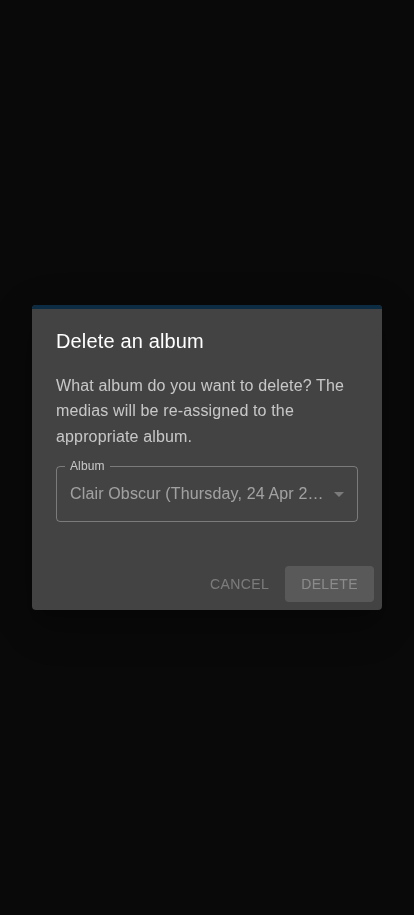 Delete an album
What album do you want to delete? The
medias will be re-assigned to the
appropriate album.
Album
Clair Obscur (Thursday, 24 Apr 2…
CANCEL
DELETE